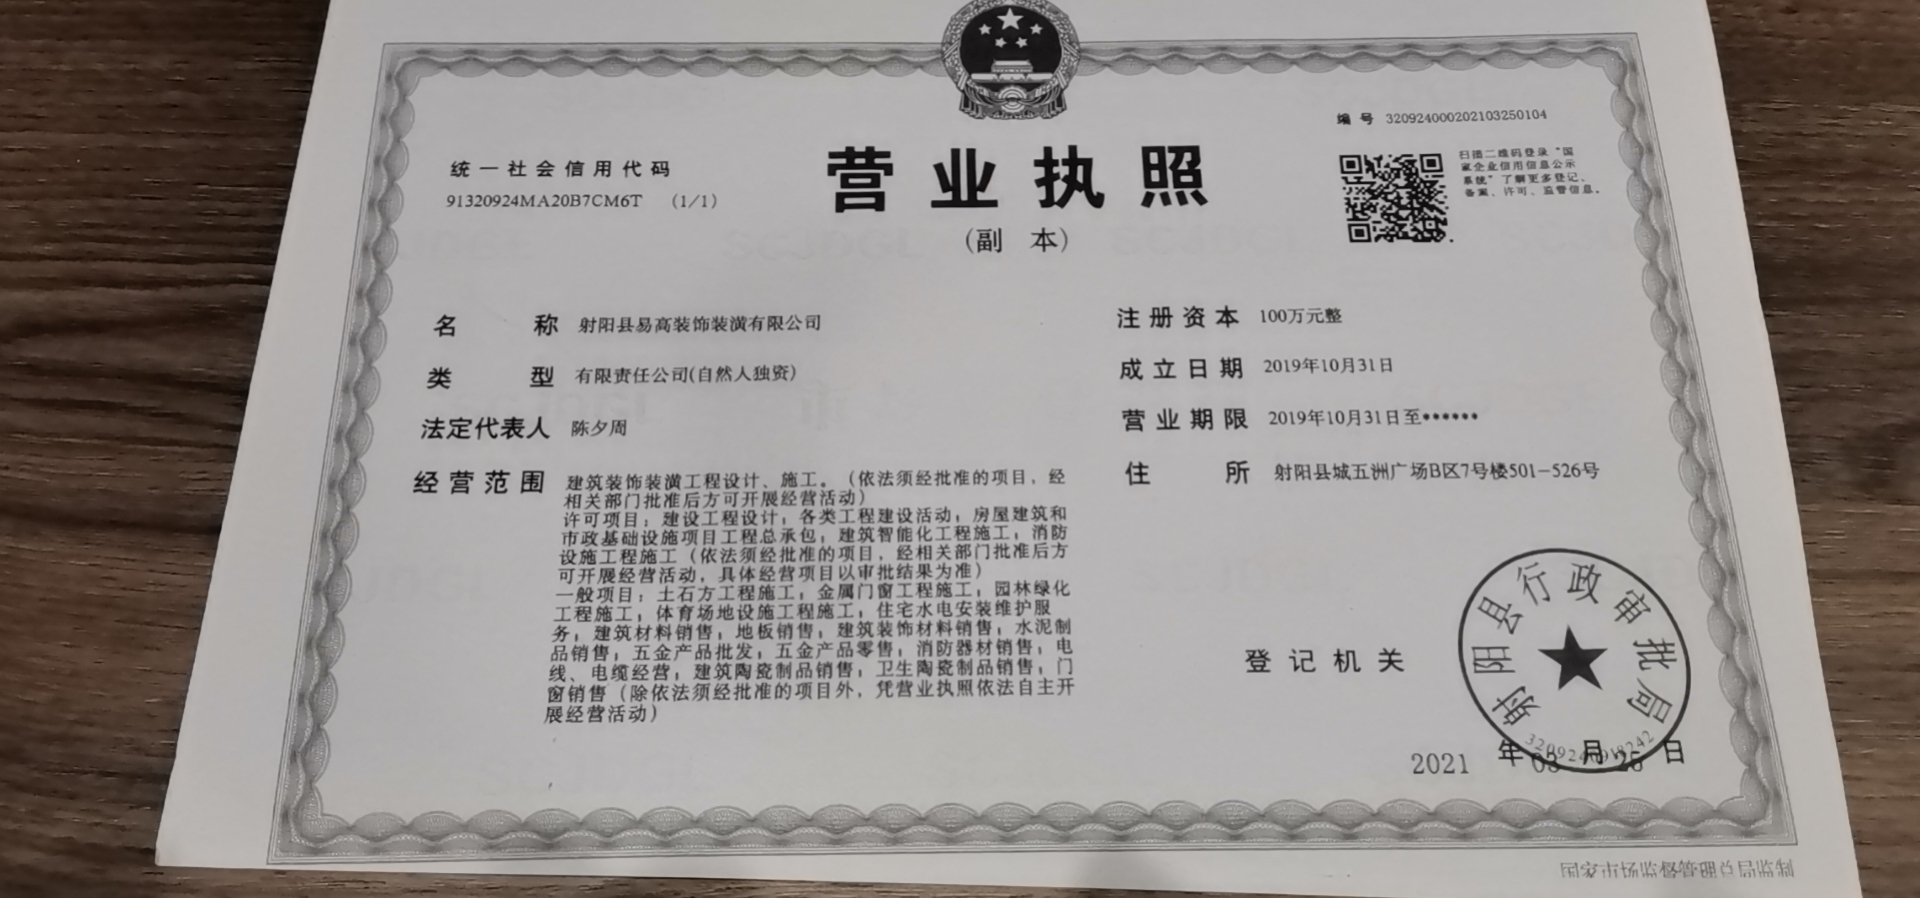 编号 320924000202103250104
统一社会信用代码
91320924MA20B7CM6T (1/1)
营业执照
(副 本)
扫描二维码登录“国
家企业信用信息公示
系统”了解更多登记、
备案、许可、监管信息。
名 称 射阳县易高装饰装潢有限公司
类 型 有限责任公司(自然人独资)
法定代表人 陈夕周
经营范围 建筑装饰装潢工程设计、施工。(依法须经批准的项目,经
相关部门批准后方可开展经营活动)
许可项目:建设工程设计;各类工程建设活动;房屋建筑和
市政基础设施项目工程总承包;建筑智能化工程施工;消防
设施工程施工(依法须经批准的项目,经相关部门批准后方
可开展经营活动,具体经营项目以审批结果为准)
一般项目:土石方工程施工;金属门窗工程施工;园林绿化
工程施工;体育场地设施工程施工;住宅水电安装维护服
务;建筑材料销售;地板销售;建筑装饰材料销售;水泥制
品销售;五金产品批发;五金产品零售;消防器材销售;电
线、电缆经营;建筑陶瓷制品销售;卫生陶瓷制品销售;门
窗销售(除依法须经批准的项目外,凭营业执照依法自主开
展经营活动)
注册资本 100万元整
成立日期 2019年10月31日
营业期限 2019年10月31日至******
住 所 射阳县城五洲广场B区7号楼501-526号
登记机关
射阳县行政审批局
2021 年 03 月 25 日
国家市场监督管理总局监制